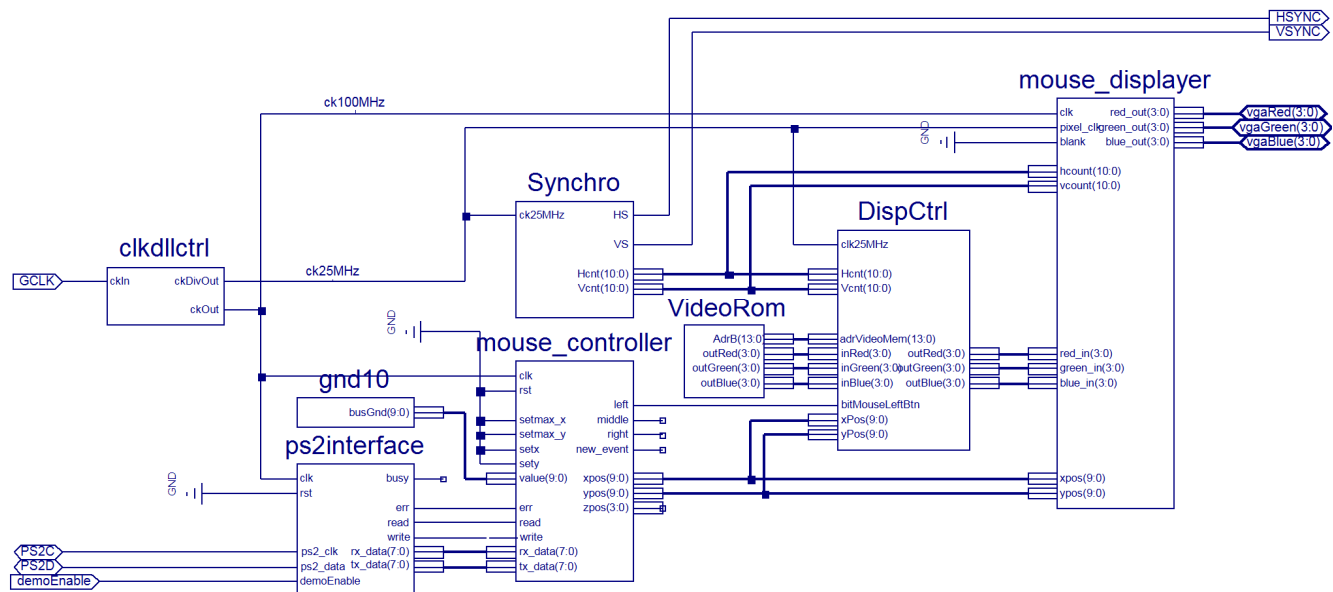 HSYNC
VSYNC
mouse_displayer
ck100MHz
clk
red_out(3:0)
vgaRed(3:0)
pixel_clk
green_out(3:0)
vgaGreen(3:0)
GND
blank
blue_out(3:0)
vgaBlue(3:0)
hcount(10:0)
vcount(10:0)
Synchro
DispCtrl
ck25MHz
HS
VS
clk25MHz
clkdllctrl
ck25MHz
Hcnt(10:0)
Hcnt(10:0)
GCLK
ckIn
ckDivOut
Vcnt(10:0)
Vcnt(10:0)
ckOut
VideoRom
GND
AdrB(13:0)
adrVideoMem(13:0)
mouse_controller
outRed(3:0)
inRed(3:0)
outRed(3:0)
red_in(3:0)
outGreen(3:0)
inGreen(3:0)
outGreen(3:0)
green_in(3:0)
clk
outBlue(3:0)
inBlue(3:0)
outBlue(3:0)
blue_in(3:0)
gnd10
rst
left
bitMouseLeftBtn
busGnd(9:0)
setmax_x
middle
xPos(9:0)
setmax_y
right
yPos(9:0)
ps2interface
setx
new_event
sety
clk
busy
value(9:0)
xpos(9:0)
xpos(9:0)
GND
rst
ypos(9:0)
ypos(9:0)
err
err
zpos(3:0)
read
read
write
write
PS2C
ps2_clk
rx_data(7:0)
rx_data(7:0)
PS2D
ps2_data
tx_data(7:0)
tx_data(7:0)
demoEnable
demoEnable